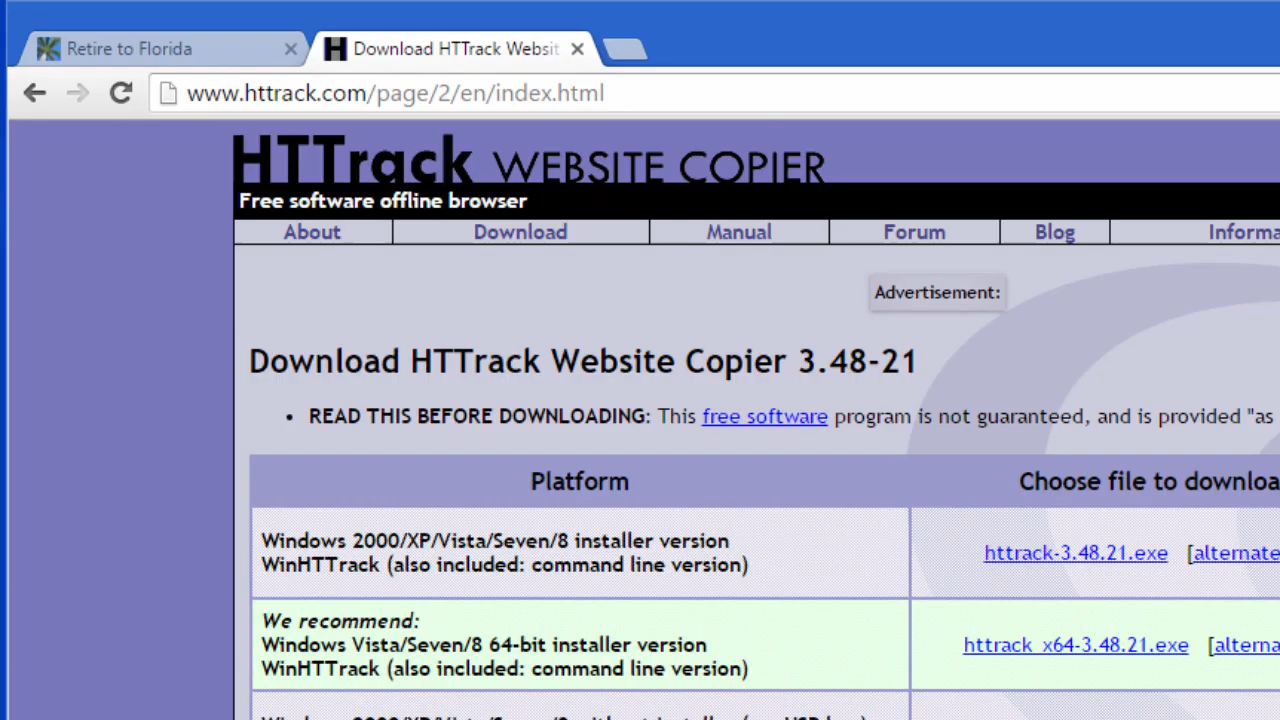 Retire to Florida
Download HTTrack Websit
www.httrack.com/page/2/en/index.html
HTTrack WEBSITE COPIER
Free software offline browser
About Download Manual Forum Blog Informa
Advertisement:
Download HTTrack Website Copier 3.48-21
• READ THIS BEFORE DOWNLOADING: This free software program is not guaranteed, and is provided "as
Platform Choose file to downloa
Windows 2000/XP/Vista/Seven/8 installer version
WinHTTrack (also included: command line version)
httrack-3.48.21.exe [alternate
We recommend:
Windows Vista/Seven/8 64-bit installer version
WinHTTrack (also included: command line version)
httrack_x64-3.48.21.exe [alterna